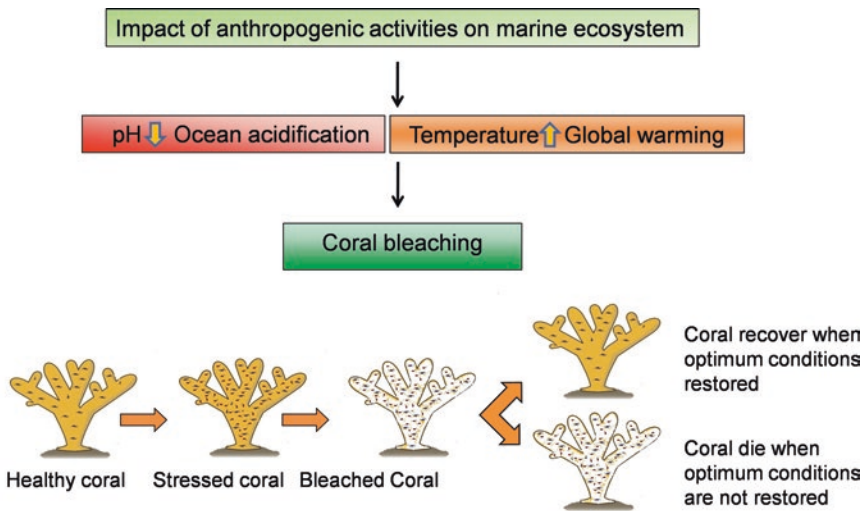 Impact of anthropogenic activities on marine ecosystem
pH Ocean acidification
Temperature Global warming
Coral bleaching
Healthy coral
Stressed coral
Bleached Coral
Coral recover when
optimum conditions
restored
Coral die when
optimum conditions
are not restored